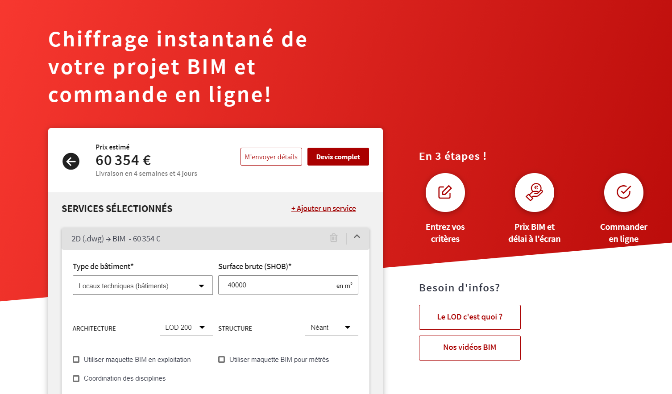 Chiffrage instantané de
votre projet BIM et
commande en ligne!
Prix estimé
60 354 €
Livraison en 4 semaines et 4 jours
M'envoyer détails
Devis complet
SERVICES SÉLECTIONNÉS
+ Ajouter un service
2D (.dwg) → BIM - 60 354 €
Type de bâtiment*
Surface brute (SHOB)*
Locaux techniques (bâtiments)
40000
en m²
ARCHITECTURE
LOD 200
STRUCTURE
Néant
Utiliser maquette BIM en exploitation
Utiliser maquette BIM pour métrés
Coordination des disciplines
En 3 étapes !
Entrez vos
critères
Prix BIM et
délai à l'écran
Commander
en ligne
Besoin d'infos?
Le LOD c'est quoi ?
Nos vidéos BIM